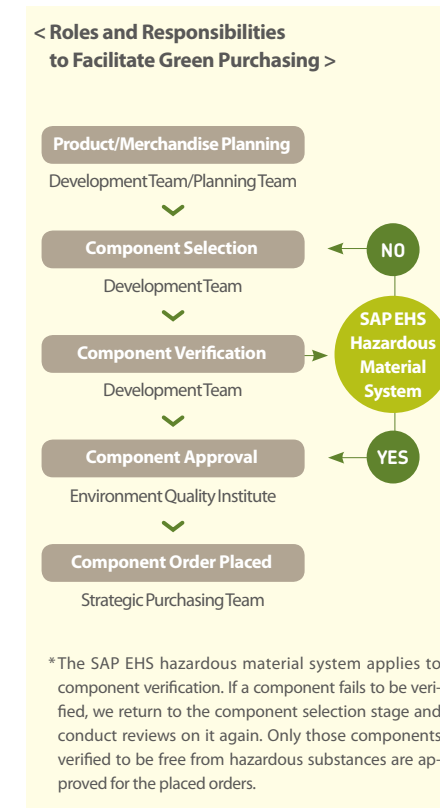 < Roles and Responsibilities
to Facilitate Green Purchasing >
Product/Merchandise Planning
Development Team/Planning Team
Component Selection
NO
Development Team
SAP EHS
Hazardous
Material
System
Component Verification
Development Team
Component Approval
YES
Environment Quality Institute
Component Order Placed
Strategic Purchasing Team
*The SAP EHS hazardous material system applies to
component verification. If a component fails to be veri-
fied, we return to the component selection stage and
conduct reviews on it again. Only those components
verified to be free from hazardous substances are ap-
proved for the placed orders.